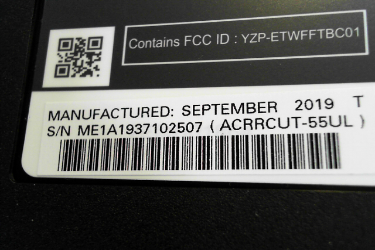 Contains FCC ID : YZP-ETWFFTBC01
MANUFACTURED: SEPTEMBER 2019 T
S/N ME1A1937102507 ( ACRRCUT-55UL )